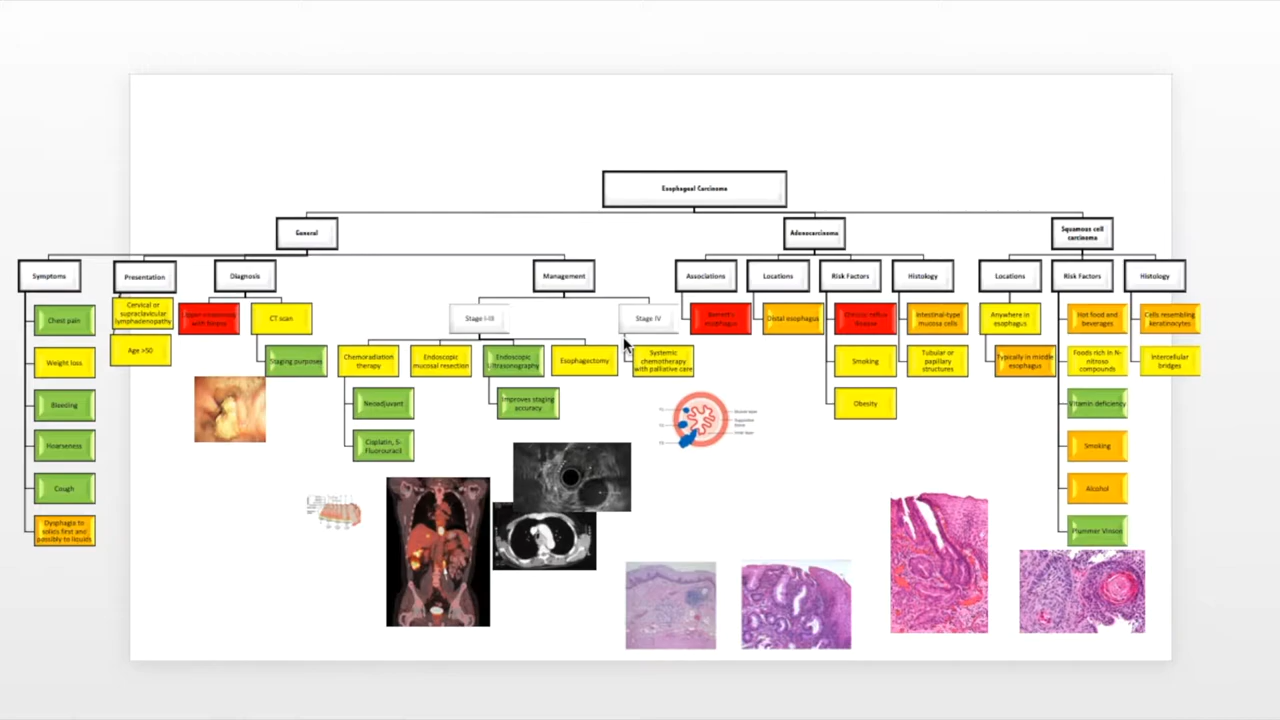 Esophageal Carcinoma
General
Adenocarcinoma
Squamous cell
carcinoma
Symptoms
Presentation
Diagnosis
Management
Associations
Locations
Risk Factors
Histology
Locations
Risk Factors
Histology
Chest pain
Weight loss
Bleeding
Hoarseness
Cough
Dysphagia to
solids first and
possibly to liquids
Cervical or
supraclavicular
lymphadenopathy
Age >50
Upper endoscopy
with biopsy
CT scan
Staging purposes
Stage I-III
Stage IV
Chemoradiation
therapy
Neoadjuvant
Cisplatin, 5-
Fluorouracil
Endoscopic
mucosal resection
Endoscopic
Ultrasonography
Improves staging
accuracy
Esophagectomy
Systemic
chemotherapy
with palliative care
Barrett's
esophagus
Distal esophagus
Chronic reflux
disease
Smoking
Obesity
Intestinal-type
mucosa cells
Tubular or
papillary
structures
Anywhere in
esophagus
Typically in middle
esophagus
Hot food and
beverages
Foods rich in N-
nitroso
compounds
Vitamin deficiency
Smoking
Alcohol
Plummer Vinson
Cells resembling
keratinocytes
Intercellular
bridges